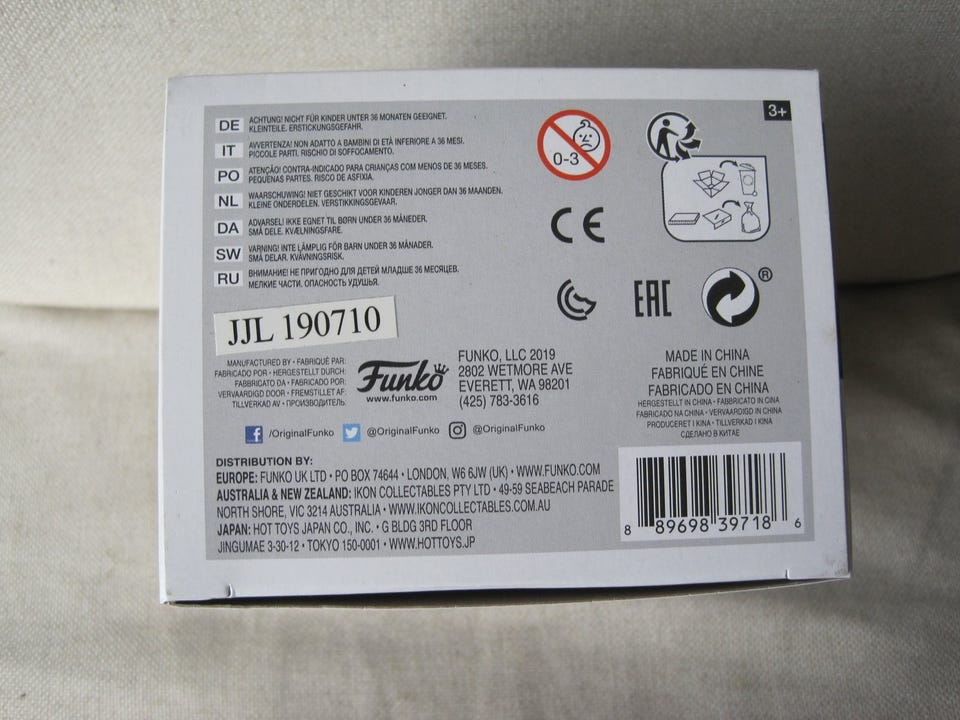 3+
DE ACHTUNG! NICHT FÜR KINDER UNTER 36 MONATEN GEEIGNET.
KLEINTEILE. ERSTICKUNGSGEFAHR.
IT AVVERTENZA! NON ADATTO A BAMBINI DI ETÀ INFERIORE A 36 MESI.
PICCOLE PARTI. RISCHIO DI SOFFOCAMENTO.
PO ATENÇÃO! CONTRA-INDICADO PARA CRIANÇAS COM MENOS DE 36 MESES.
PEQUENAS PARTES. RISCO DE ASFIXIA.
NL WAARSCHUWING! NIET GESCHIKT VOOR KINDEREN JONGER DAN 36 MAANDEN.
KLEINE ONDERDELEN. VERSTIKKINGSGEVAAR.
DA ADVARSEL! IKKE EGNET TIL BØRN UNDER 36 MÅNEDER.
SMÅ DELE. KVÆLNINGSFARE.
SW VARNING! INTE LÄMPLIG FÖR BARN UNDER 36 MÅNADER.
SMÅ DELAR. KVÄVNINGSRISK.
RU ВНИМАНИЕ! НЕ ПРИГОДНО ДЛЯ ДЕТЕЙ МЛАДШЕ 36 МЕСЯЦЕВ.
МЕЛКИЕ ЧАСТИ. ОПАСНОСТЬ УДУШЬЯ.
0-3
CE
EAC
®
JJL 190710
MANUFACTURED BY • FABRIQUÉ PAR:
FABRICADO POR • HERGESTELLT DURCH:
FABBRICATO DA • FABRICADO POR:
VERVAARDIGD DOOR • FREMSTILLET AF:
TILLVERKAD AV • ПРОИЗВОДИТЕЛЬ:
Funko
www.funko.com
FUNKO, LLC 2019
2802 WETMORE AVE
EVERETT, WA 98201
(425) 783-3616
MADE IN CHINA
FABRIQUÉ EN CHINE
FABRICADO EN CHINA
HERGESTELLT IN CHINA • FABBRICATO IN CINA
FABRICADO NA CHINA • VERVAARDIGD IN CHINA
PRODUCERET I KINA • TILLVERKAD I KINA
СДЕЛАНО В КИТАЕ
/OriginalFunko @OriginalFunko @OriginalFunko
DISTRIBUTION BY:
EUROPE: FUNKO UK LTD • PO BOX 74644 • LONDON, W6 6JW (UK) • WWW.FUNKO.COM
AUSTRALIA & NEW ZEALAND: IKON COLLECTABLES PTY LTD • 49-59 SEABEACH PARADE
NORTH SHORE, VIC 3214 AUSTRALIA • WWW.IKONCOLLECTABLES.COM.AU
JAPAN: HOT TOYS JAPAN CO., INC. • G BLDG 3RD FLOOR
JINGUMAE 3-30-12 • TOKYO 150-0001 • WWW.HOTTOYS.JP
8 89698 39718 6